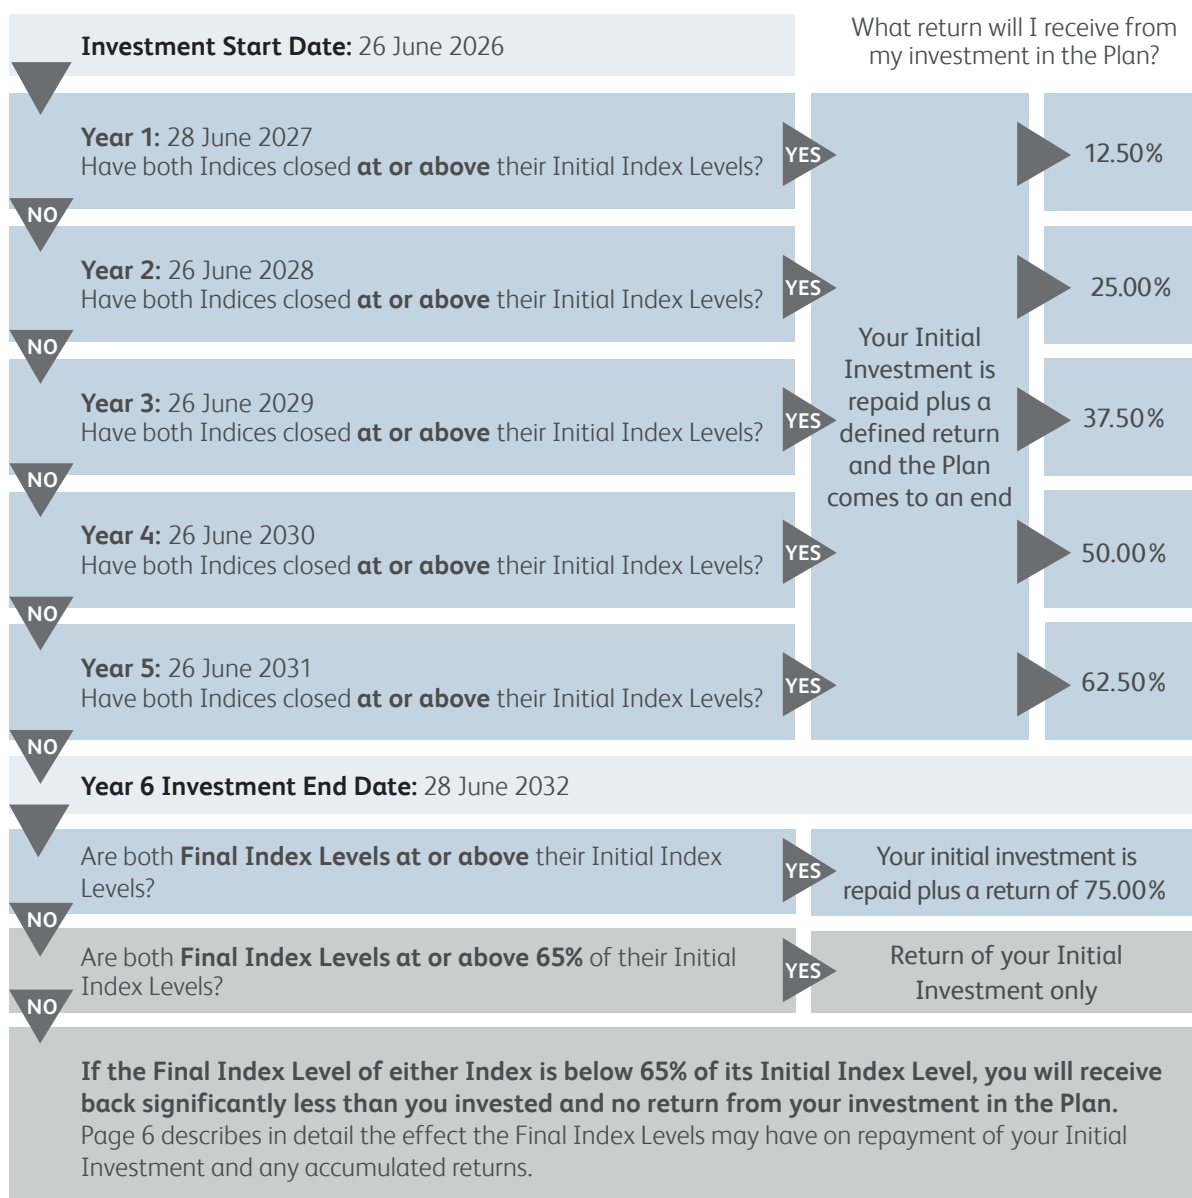 What return will I receive from
my investment in the Plan?
Investment Start Date: 26 June 2026
Year 1: 28 June 2027
Have both Indices closed at or above their Initial Index Levels?
YES
12.50%
NO
Year 2: 26 June 2028
Have both Indices closed at or above their Initial Index Levels?
YES
25.00%
NO
Year 3: 26 June 2029
Have both Indices closed at or above their Initial Index Levels?
YES
Your Initial
Investment is
repaid plus a
defined return
and the Plan
comes to an end
37.50%
NO
Year 4: 26 June 2030
Have both Indices closed at or above their Initial Index Levels?
YES
50.00%
NO
Year 5: 26 June 2031
Have both Indices closed at or above their Initial Index Levels?
YES
62.50%
NO
Year 6 Investment End Date: 28 June 2032
Are both Final Index Levels at or above their Initial Index
Levels?
YES
Your initial investment is
repaid plus a return of 75.00%
NO
Are both Final Index Levels at or above 65% of their Initial
Index Levels?
YES
Return of your Initial
Investment only
NO
If the Final Index Level of either Index is below 65% of its Initial Index Level, you will receive
back significantly less than you invested and no return from your investment in the Plan.
Page 6 describes in detail the effect the Final Index Levels may have on repayment of your Initial
Investment and any accumulated returns.